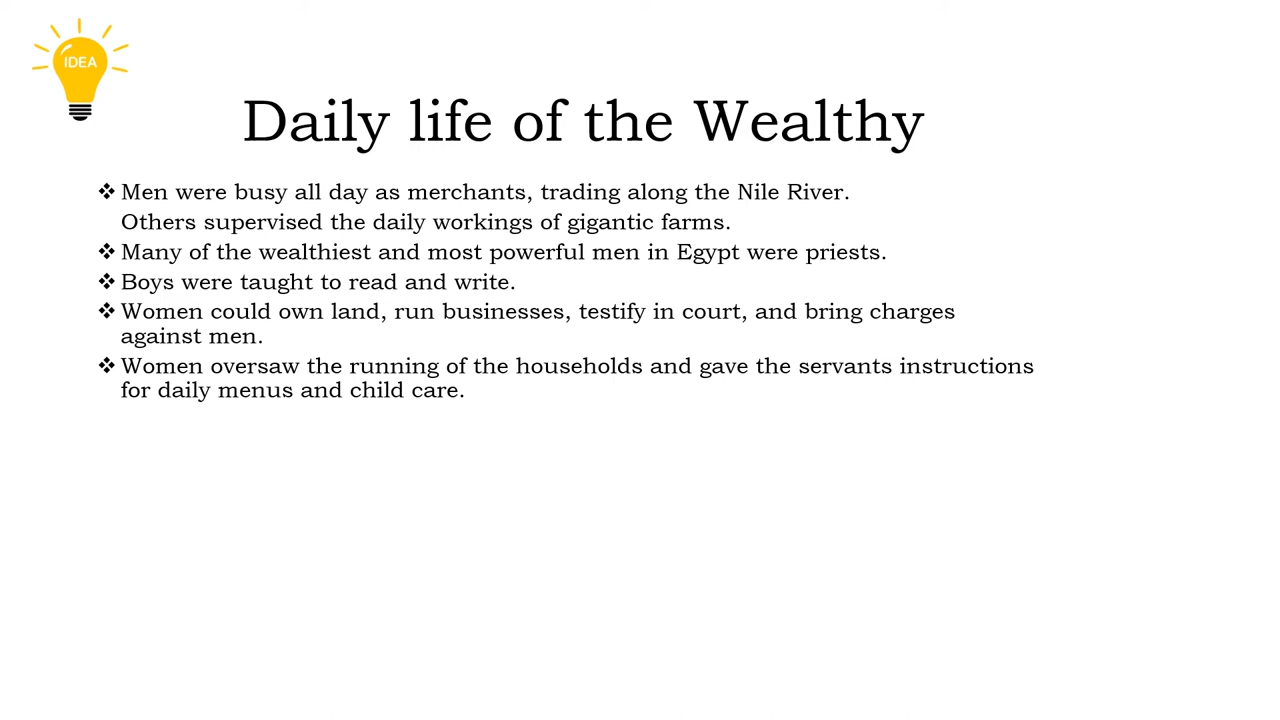 IDEA
Daily life of the Wealthy
❖ Men were busy all day as merchants, trading along the Nile River.
Others supervised the daily workings of gigantic farms.
❖ Many of the wealthiest and most powerful men in Egypt were priests.
❖ Boys were taught to read and write.
❖ Women could own land, run businesses, testify in court, and bring charges
against men.
❖ Women oversaw the running of the households and gave the servants instructions
for daily menus and child care.